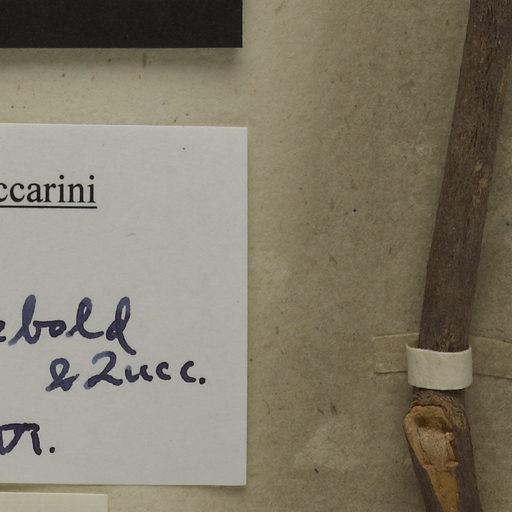 ccarini
ebold
& Zucc.